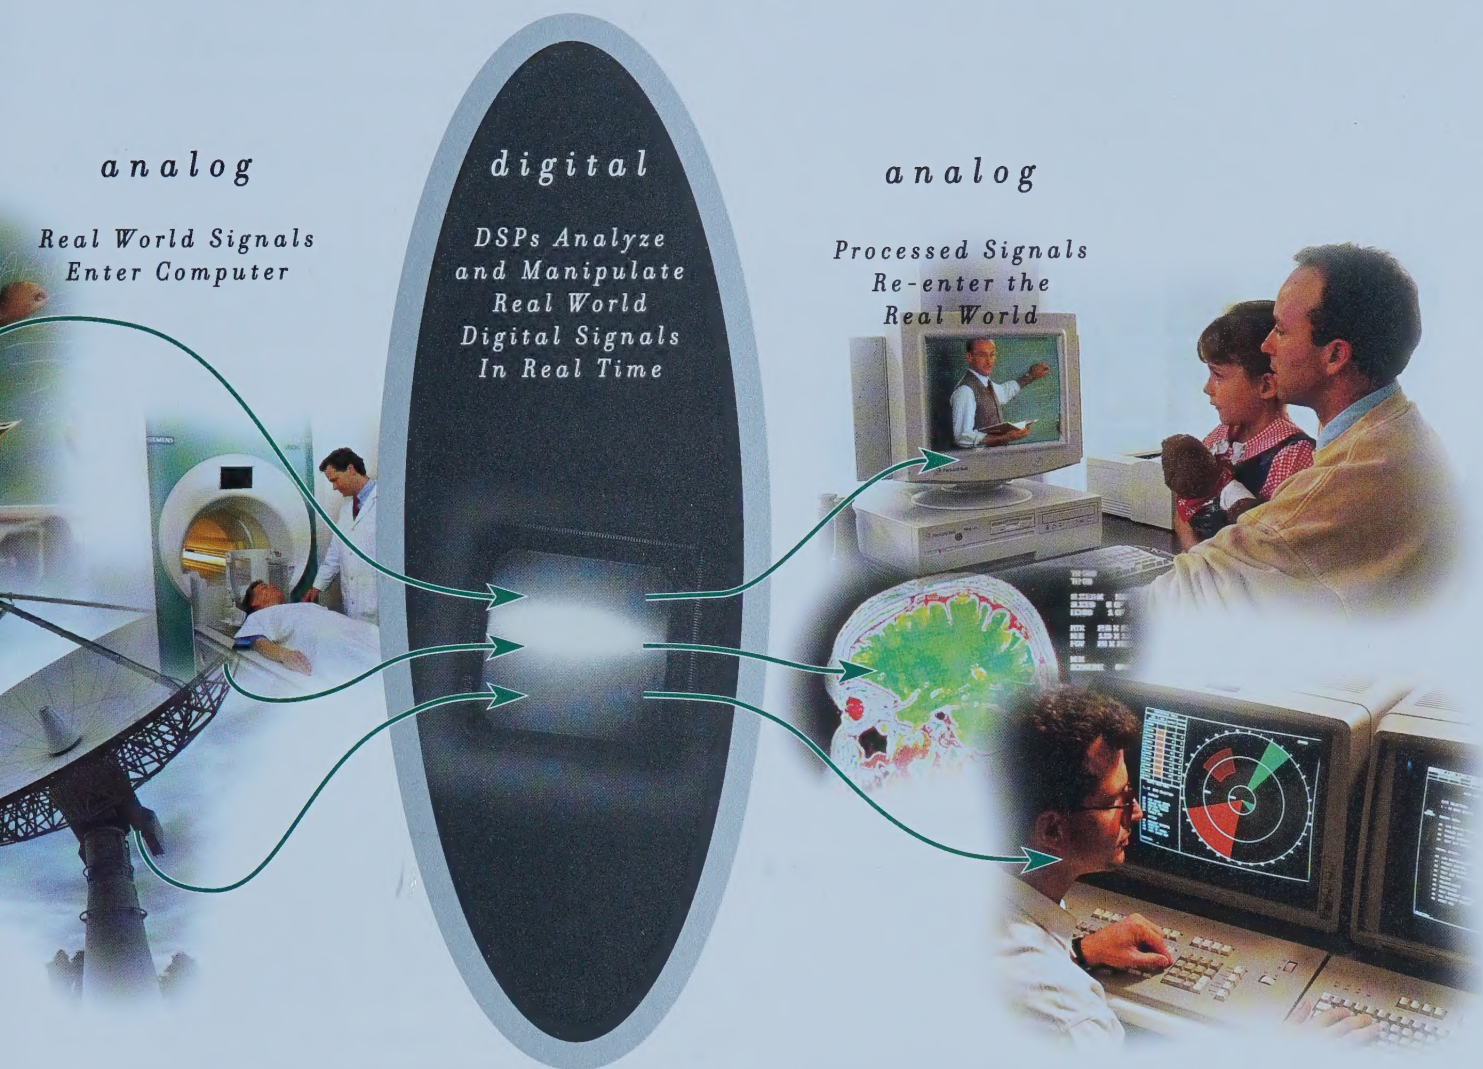 analog
Real World Signals
Enter Computer
digital
DSPs Analyze
and Manipulate
Real World
Digital Signals
In Real Time
analog
Processed Signals
Re-enter the
Real World